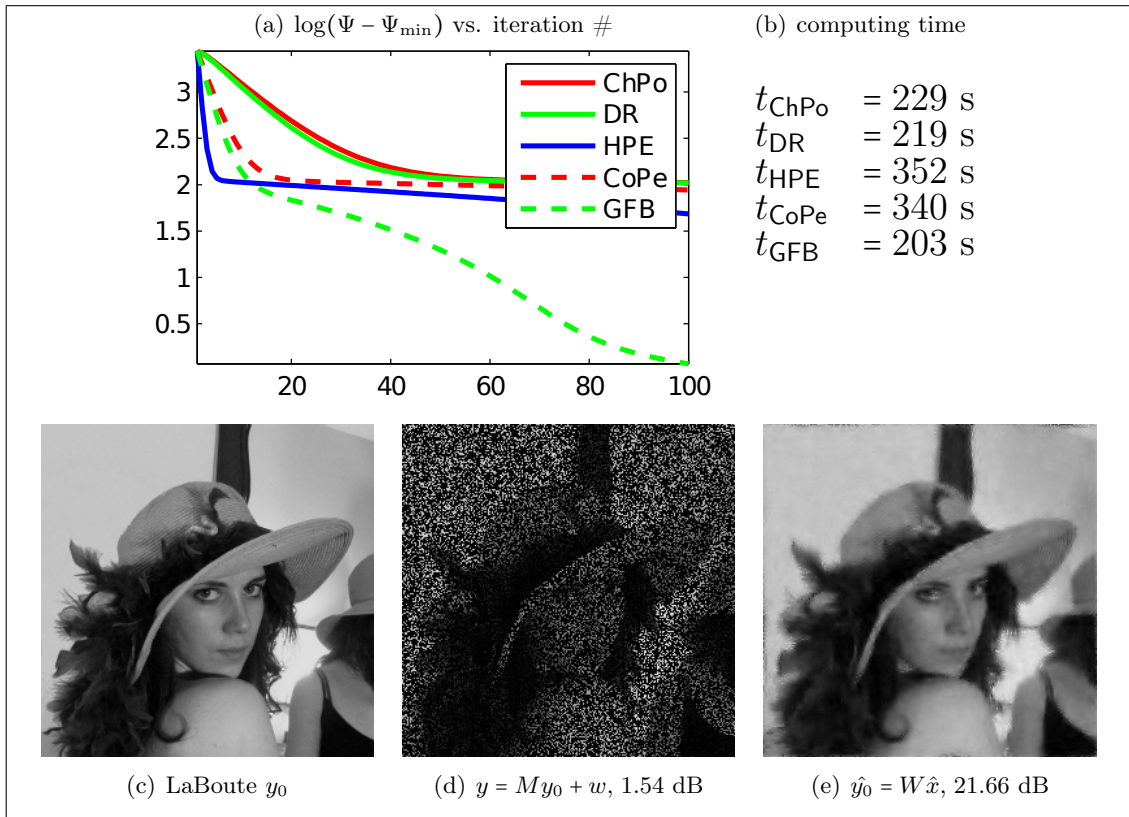 (a) log(Ψ − Ψmin) vs. iteration #
(b) computing time
3
2.5
2
1.5
1
0.5
20 40 60 80 100
ChPo
DR
HPE
CoPe
GFB
tChPo = 229 s
tDR = 219 s
tHPE = 352 s
tCoPe = 340 s
tGFB = 203 s
(c) LaBoute y0
(d) y = My0 + w, 1.54 dB
(e) ŷ0 = Wx̂, 21.66 dB